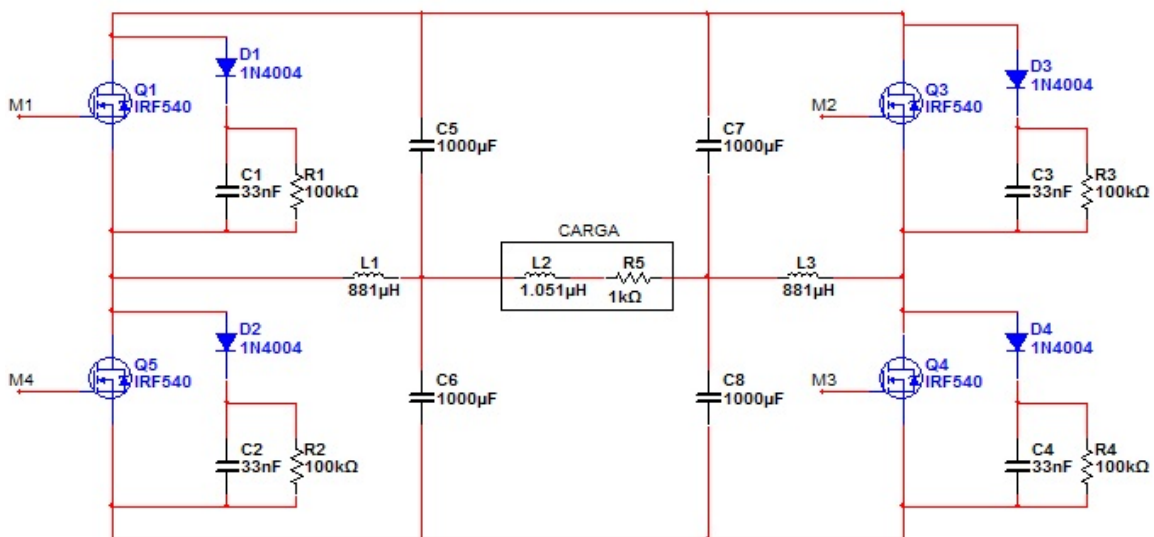 M1
Q1
IRF540
D1
1N4004
C1
33nF
R1
100kΩ
C5
1000µF
C7
1000µF
M2
Q3
IRF540
D3
1N4004
C3
33nF
R3
100kΩ
CARGA
L1
881µH
L2
1.051µH
R5
1kΩ
L3
881µH
M4
Q5
IRF540
D2
1N4004
C2
33nF
R2
100kΩ
C6
1000µF
C8
1000µF
M3
Q4
IRF540
D4
1N4004
C4
33nF
R4
100kΩ